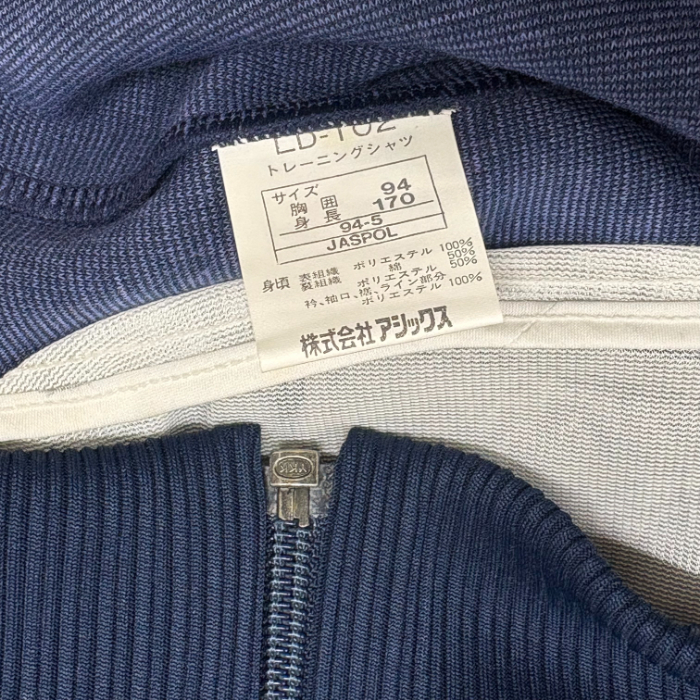 LB-102
トレーニングシャツ
サイズ
胸囲 94
身長 170
94-5
JASPOL
身頃 表組織 ポリエステル 100%
裏組織 綿 50%
ポリエステル 50%
衿、袖口、裾、ライン部分
ポリエステル 100%
株式会社アシックス
YKK